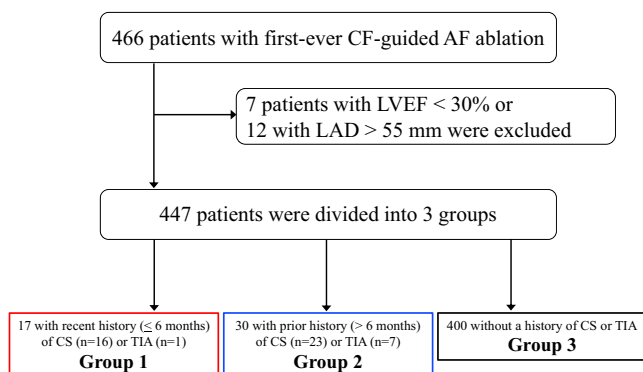 466 patients with first-ever CF-guided AF ablation
7 patients with LVEF < 30% or
12 with LAD > 55 mm were excluded
447 patients were divided into 3 groups
17 with recent history (≤ 6 months)
of CS (n=16) or TIA (n=1)
Group 1
30 with prior history (> 6 months)
of CS (n=23) or TIA (n=7)
Group 2
400 without a history of CS or TIA
Group 3